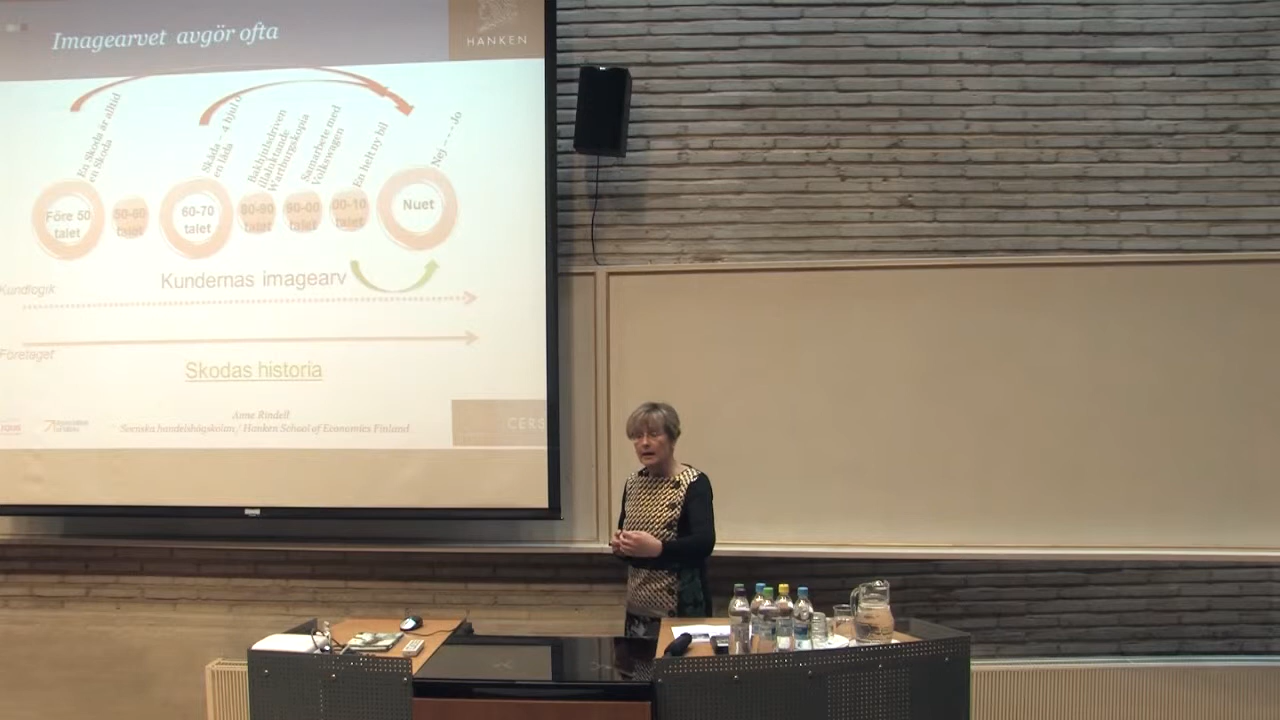 Imagearvet avgör ofta
HANKEN
En Skoda är alltid
en Skoda
Skåda - 4 hjul o
en låda
Bakhjulsdriven
illaluktande
Wartburgskopia
Samarbete med
Volkswagen
En helt ny bil
Nej - - - Jo
Före 50
talet
50-60
talet
60-70
talet
80-90
talet
90-00
talet
00-10
talet
Nuet
Kundernas imagearv
Kundlogik
Företaget
Skodas historia
Anne Rindell
Svenska handelshögskolan / Hanken School of Economics Finland
CERS